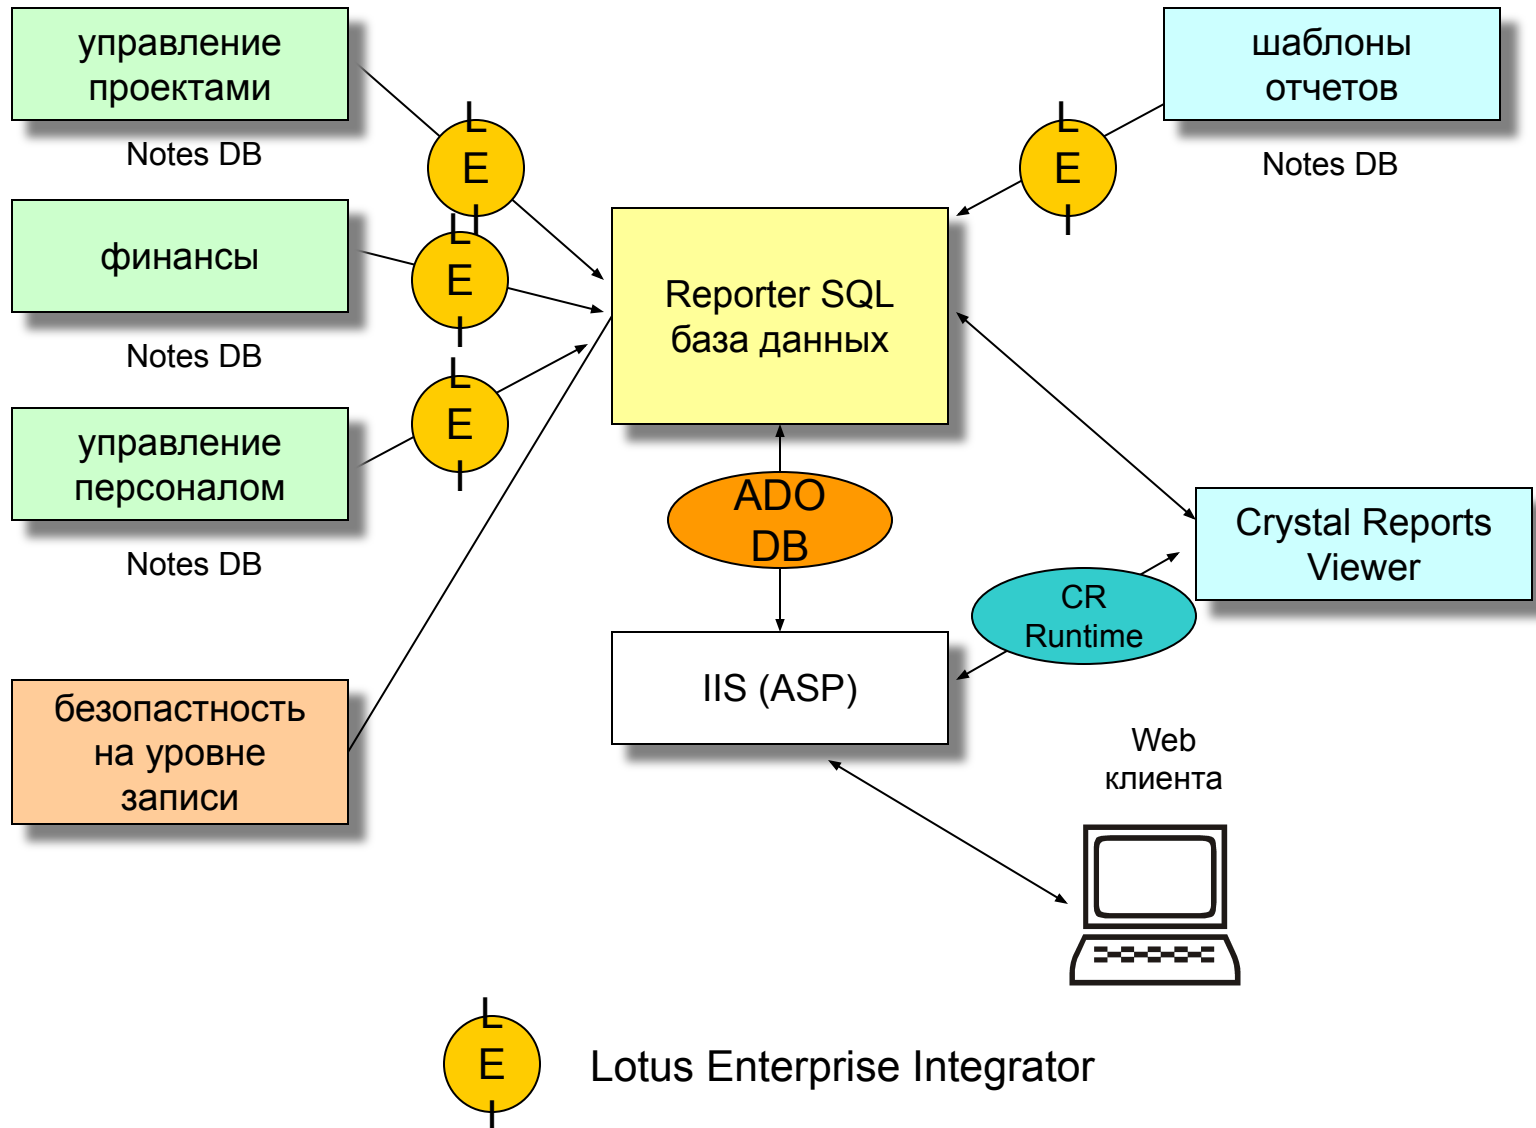 управление
проектами
Notes DB
L
E
I
финансы
Notes DB
L
E
I
управление
персоналом
Notes DB
L
E
I
безопастность
на уровне
записи
шаблоны
отчетов
Notes DB
L
E
I
Reporter SQL
база данных
ADO
DB
IIS (ASP)
CR
Runtime
Crystal Reports
Viewer
Web
клиента
L
E
I
Lotus Enterprise Integrator